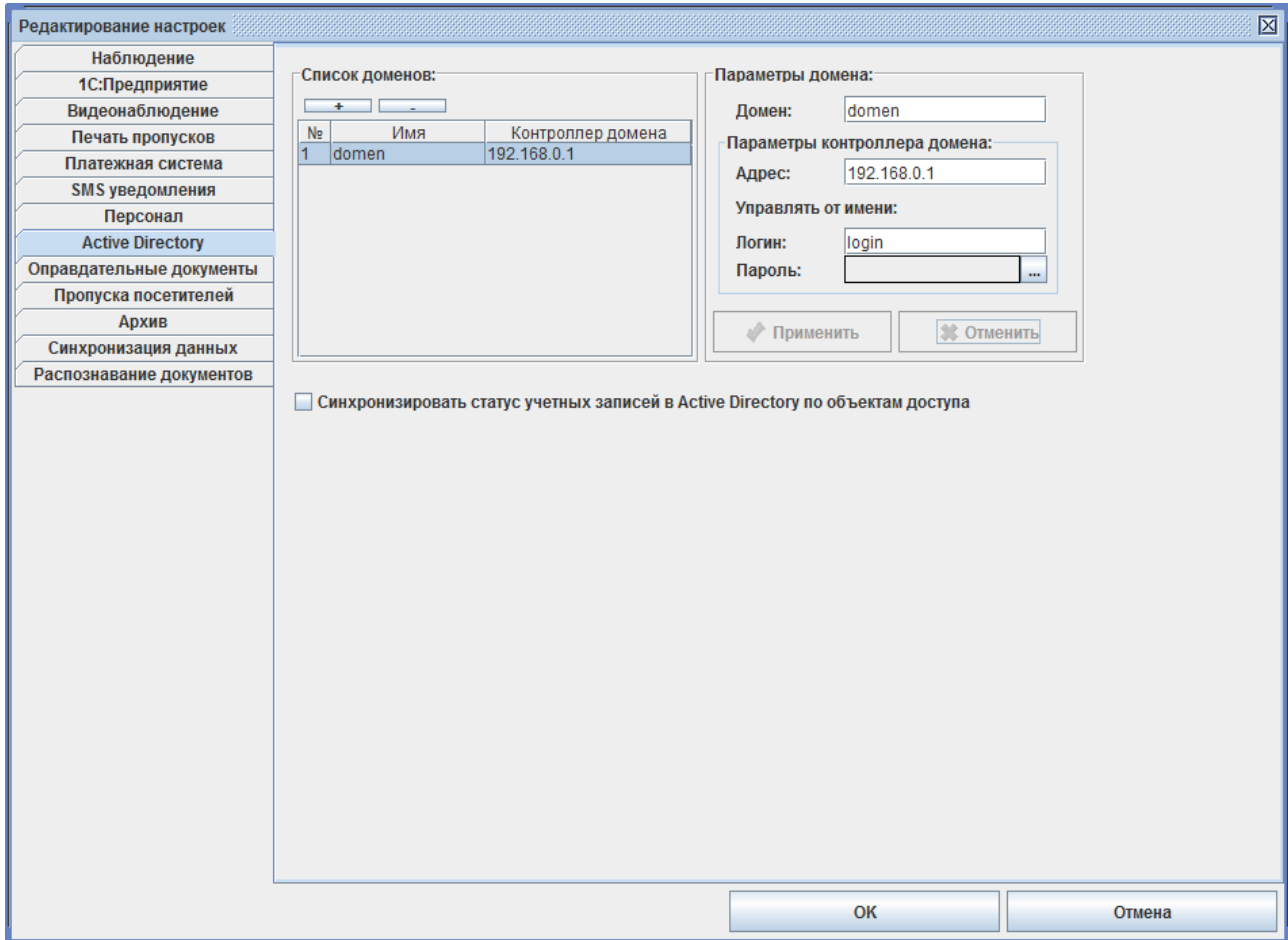 Редактирование настроек
Наблюдение
1С:Предприятие
Видеонаблюдение
Печать пропусков
Платежная система
SMS уведомления
Персонал
Active Directory
Оправдательные документы
Пропуска посетителей
Архив
Синхронизация данных
Распознавание документов
Список доменов:
+ -
№ Имя Контроллер домена
1 domen 192.168.0.1
Параметры домена:
Домен: domen
Параметры контроллера домена:
Адрес: 192.168.0.1
Управлять от имени:
Логин: login
Пароль: ...
Применить Отменить
Синхронизировать статус учетных записей в Active Directory по объектам доступа
ОК Отмена